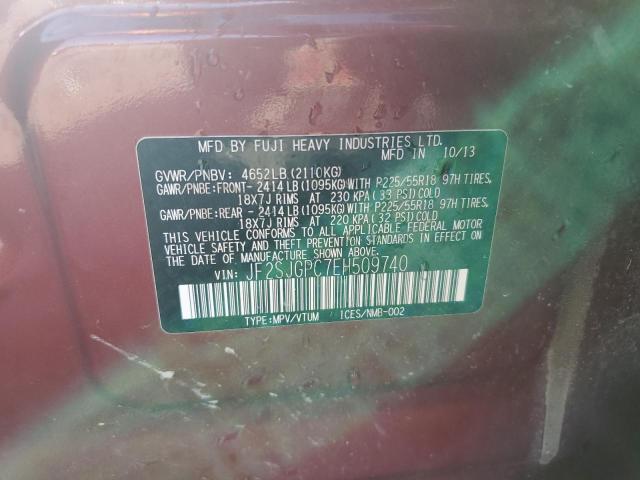 MFD BY FUJI HEAVY INDUSTRIES LTD.
MFD IN 10/13
GVWR/PNBV: 4652LB (2110KG)
GAWR/PNBE:FRONT- 2414 LB (1095KG)WITH P225/55R18 97H TIRES,
18X7J RIMS AT 230 KPA (33 PSI) COLD
GAWR/PNBE: REAR - 2414 LB (1095KG)WITH P225/55R18 97H TIRES,
18X7J RIMS AT 220 KPA (32 PSI) COLD
THIS VEHICLE CONFORMS TO ALL APPLICABLE FEDERAL MOTOR
VEHICLE SAFETY AND THEFT PREVENTION STANDARDS IN EFFECT ON
THE DATE OF MANUFACTURE SHOWN ABOVE.
VIN: JF2SJGPC7EH509740
TYPE:MPV/VTUM ICES/NMB-002